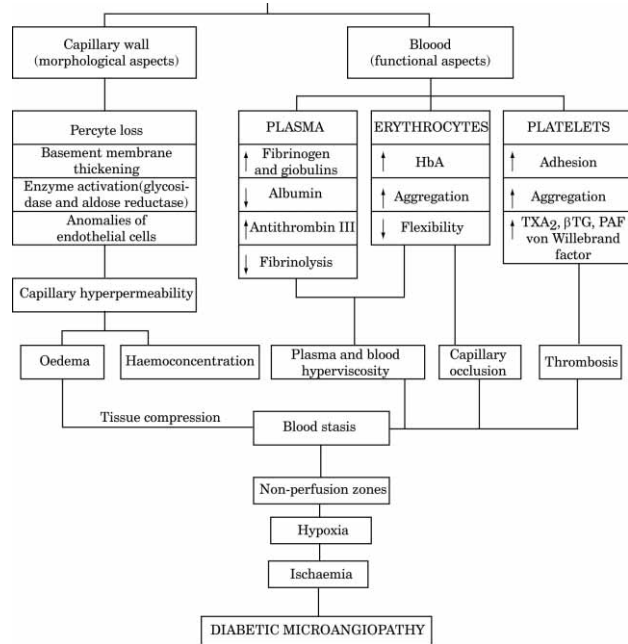 Capillary wall
(morphological aspects)
Bloood
(functional aspects)
Percyte loss
Basement membrane
thickening
Enzyme activation(glycosi-
dase and aldose reductase)
Anomalies of
endothelial cells
PLASMA
↑ Fibrinogen
and globulins
↓ Albumin
↑ Antithrombin III
↓ Fibrinolysis
ERYTHROCYTES
↑ HbA
↑ Aggregation
↓ Flexibility
PLATELETS
↑ Adhesion
↑ Aggregation
↑ TXA₂, βTG, PAF
von Willebrand
factor
Capillary hyperpermeability
Oedema
Haemoconcentration
Plasma and blood
hyperviscosity
Capillary
occlusion
Thrombosis
Tissue compression
Blood stasis
Non-perfusion zones
Hypoxia
Ischaemia
DIABETIC MICROANGIOPATHY